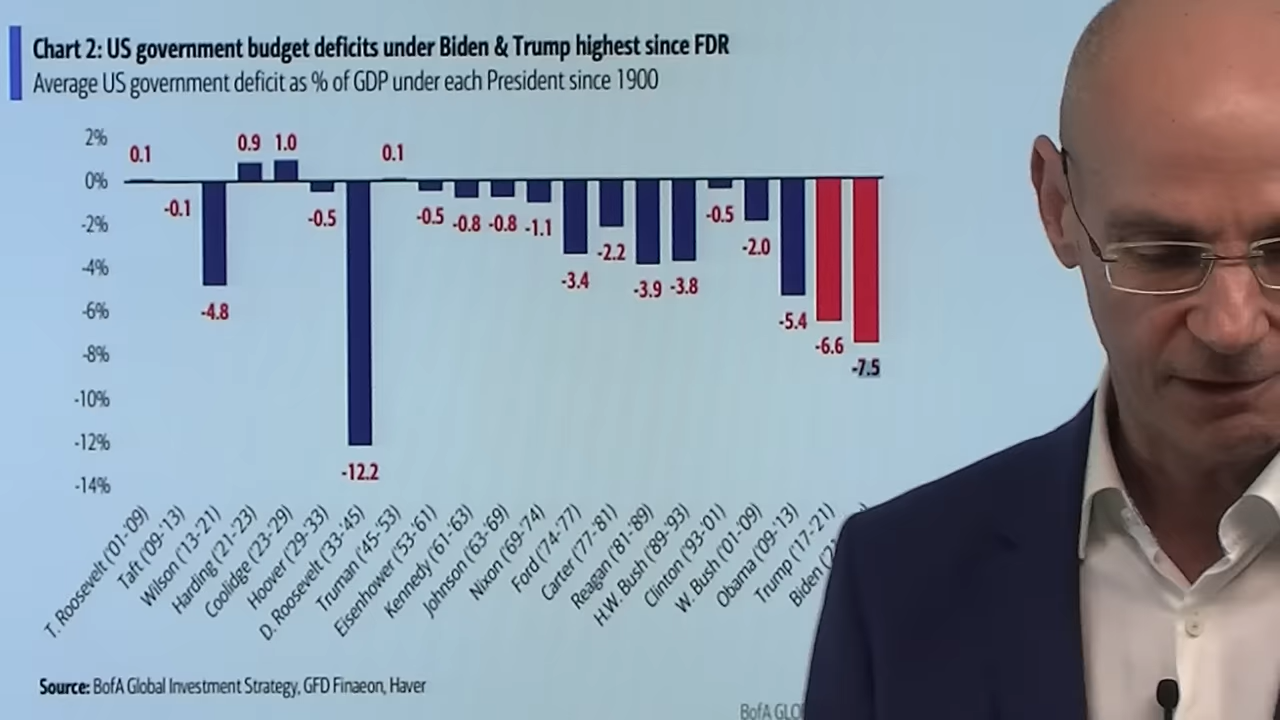 Chart 2: US government budget deficits under Biden & Trump highest since FDR
Average US government deficit as % of GDP under each President since 1900
2%
0%
-2%
-4%
-6%
-8%
-10%
-12%
-14%
0.1
-0.1
-4.8
0.9
1.0
-0.5
-12.2
0.1
-0.5
-0.8
-0.8
-1.1
-3.4
-2.2
-3.9
-3.8
-0.5
-2.0
-5.4
-6.6
-7.5
T. Roosevelt ('01-'09)
Taft ('09-'13)
Wilson ('13-'21)
Harding ('21-'23)
Coolidge ('23-'29)
Hoover ('29-'33)
D. Roosevelt ('33-'45)
Truman ('45-'53)
Eisenhower ('53-'61)
Kennedy ('61-'63)
Johnson ('63-'69)
Nixon ('69-'74)
Ford ('74-'77)
Carter ('77-'81)
Reagan ('81-'89)
H.W. Bush ('89-'93)
Clinton ('93-'01)
W. Bush ('01-'09)
Obama ('09-'13)
Trump ('17-'21)
Biden
Source: BofA Global Investment Strategy, GFD Finaeon, Haver
BofA GLO